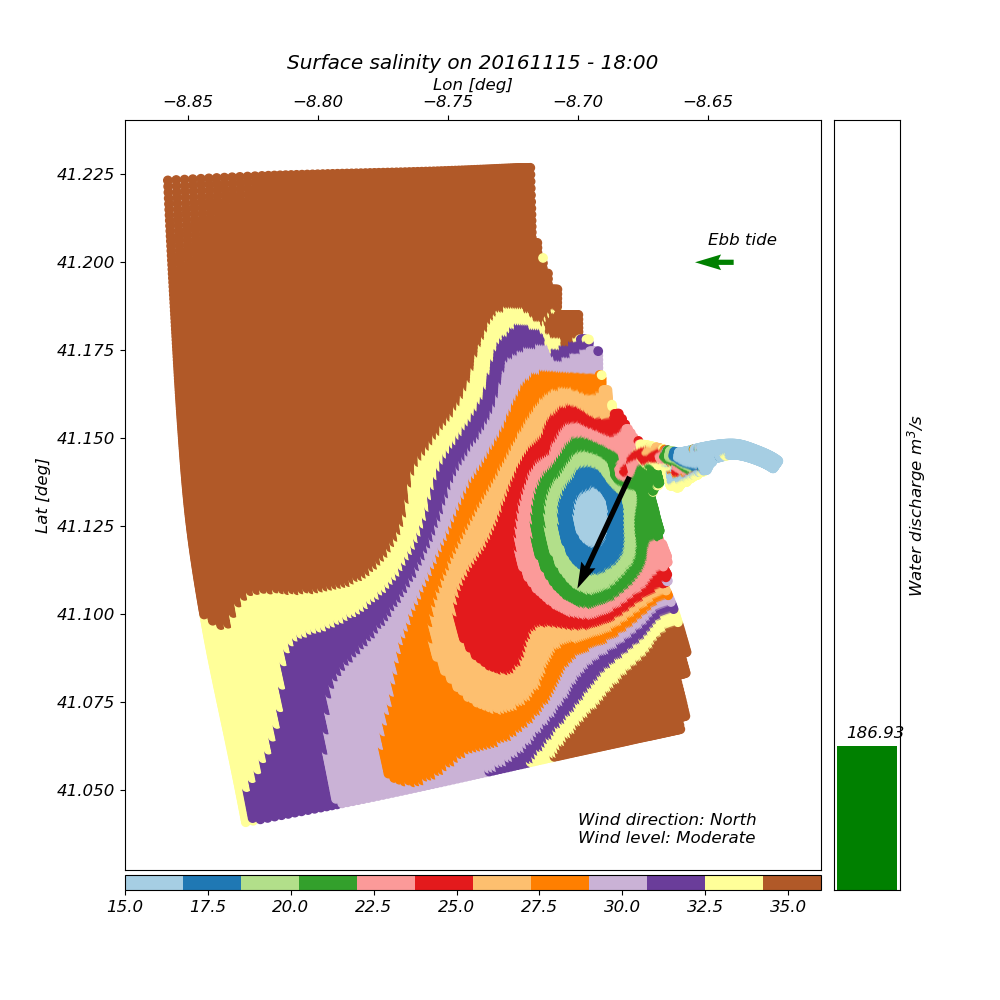 Surface salinity on 20161115 - 18:00
Lon [deg]
−8.85 −8.80 −8.75 −8.70 −8.65
41.225
41.200
41.175
41.150
41.125
41.100
41.075
41.050
Lat [deg]
Ebb tide
Wind direction: North
Wind level: Moderate
15.0 17.5 20.0 22.5 25.0 27.5 30.0 32.5 35.0
186.93
Water discharge m³/s